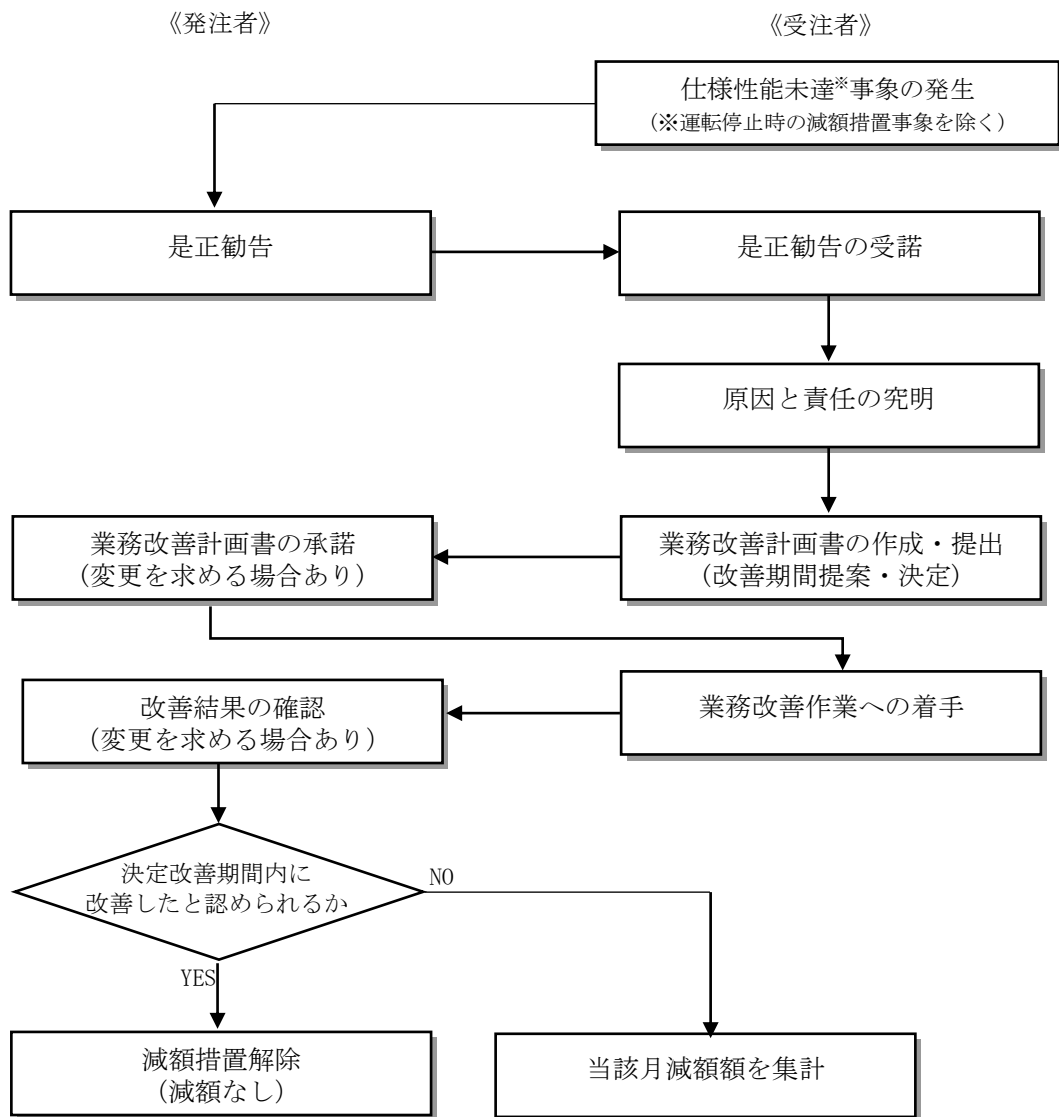 《発注者》
《受注者》
仕様性能未達※事象の発生
（※運転停止時の減額措置事象を除く）
是正勧告
是正勧告の受諾
原因と責任の究明
業務改善計画書の承諾
（変更を求める場合あり）
業務改善計画書の作成・提出
（改善期間提案・決定）
改善結果の確認
（変更を求める場合あり）
業務改善作業への着手
決定改善期間内に
改善したと認められるか
NO
YES
減額措置解除
（減額なし）
当該月減額額を集計